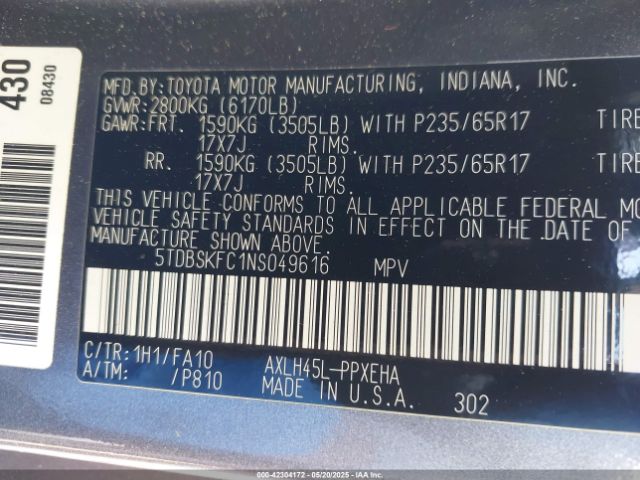 430
08430
MFD.BY: TOYOTA MOTOR MANUFACTURING, INDIANA, INC.
GVWR: 2800KG (6170LB)
GAWR: FRT. 1590KG (3505LB) WITH P235/65R17 TIRE
17X7J RIMS.
RR. 1590KG (3505LB) WITH P235/65R17 TIRE
17X7J RIMS.
THIS VEHICLE CONFORMS TO ALL APPLICABLE FEDERAL MO
VEHICLE SAFETY STANDARDS IN EFFECT ON THE DATE OF
MANUFACTURE SHOWN ABOVE.
5TDBSKFC1NS049616 MPV
C/TR: 1H1/FA10 AXLH45L-PPXEHA
A/TM: /P810 MADE IN U.S.A. 302
000-42304172 — 05/20/2025 — IAAI.COM